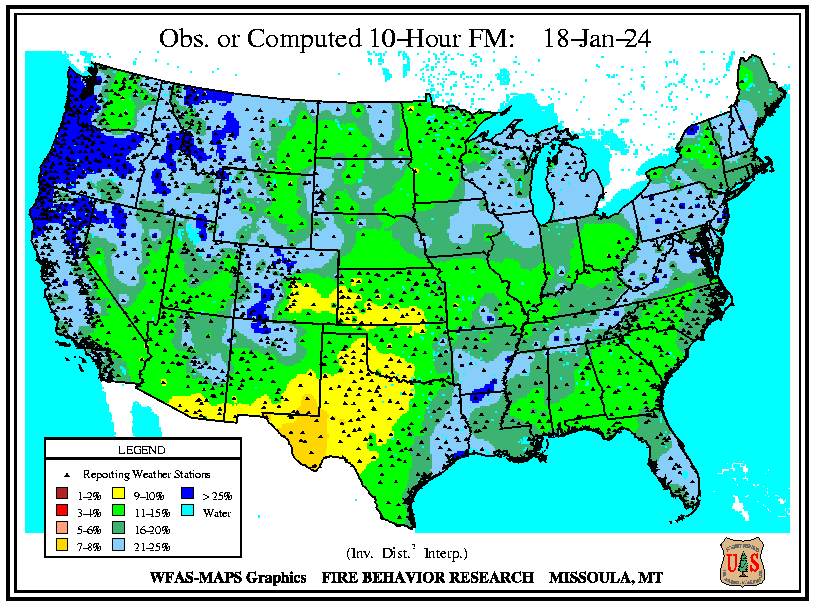 Obs. or Computed 10-Hour FM: 18-Jan-24
LEGEND
Reporting Weather Stations
1-2% 9-10% > 25%
3-4% 11-15% Water
5-6% 16-20%
7-8% 21-25%
(Inv. Dist.² Interp.)
WFAS-MAPS Graphics FIRE BEHAVIOR RESEARCH MISSOULA, MT
U S